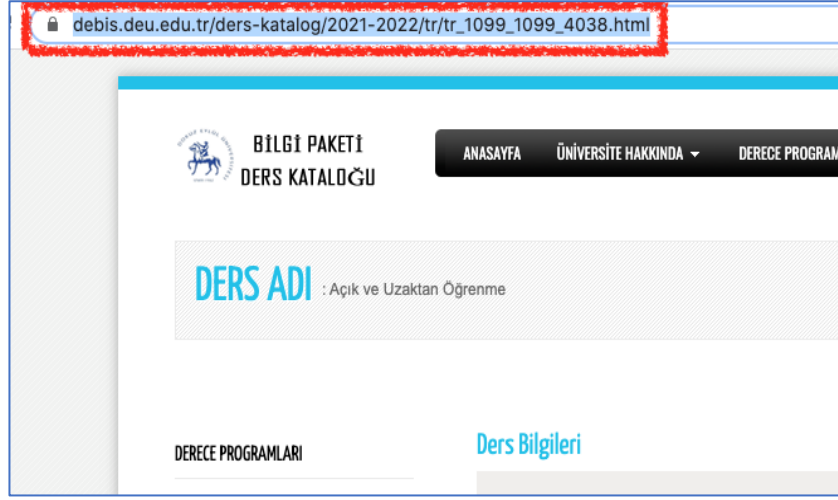 debis.deu.edu.tr/ders-katalog/2021-2022/tr/tr_1099_1099_4038.html
BİLGİ PAKETİ
DERS KATALOĞU
ANASAYFA ÜNİVERSİTE HAKKINDA DERECE PROGRAM
DERS ADI : Açık ve Uzaktan Öğrenme
DERECE PROGRAMLARI
Ders Bilgileri